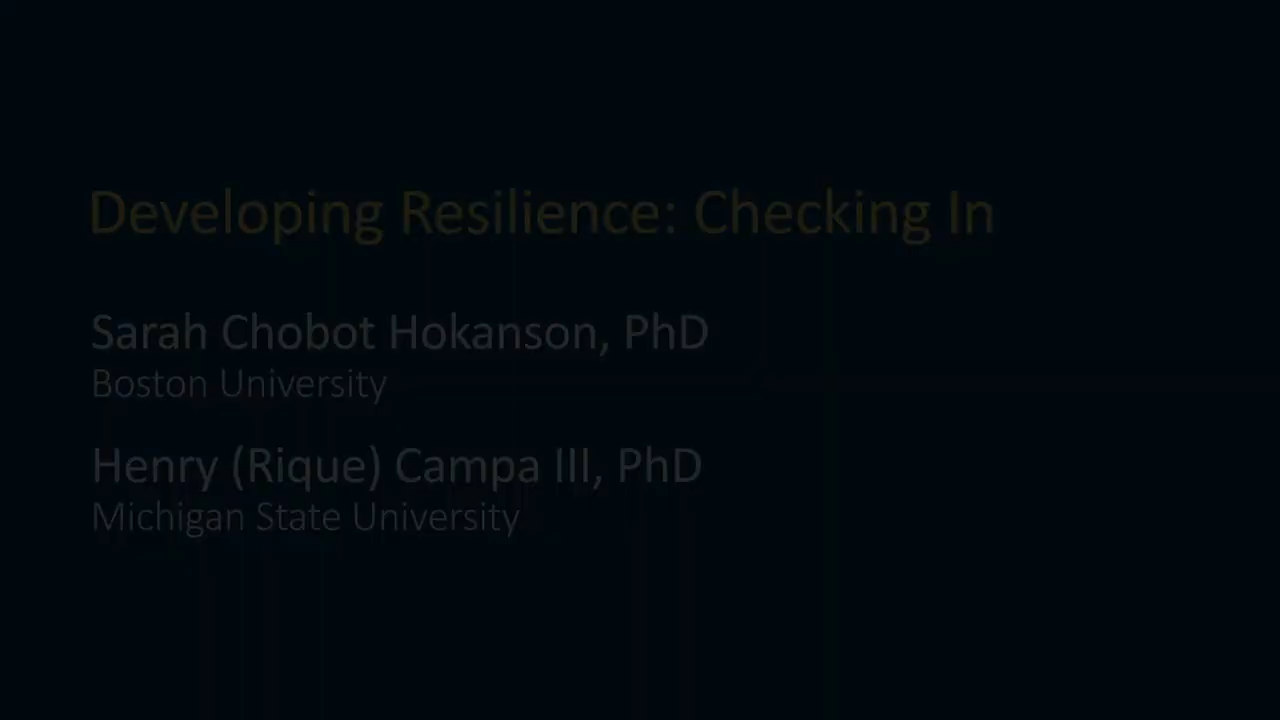 Developing Resilience: Checking In
Sarah Chobot Hokanson, PhD
Boston University
Henry (Rique) Campa III, PhD
Michigan State University